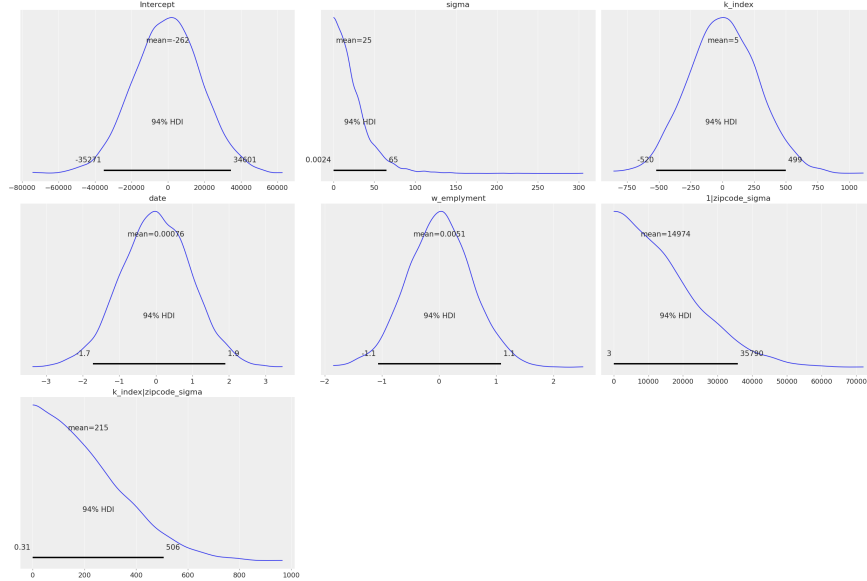 Intercept
mean=-262
94% HDI
-35271 34601
−80000 −60000 −40000 −20000 0 20000 40000 60000
sigma
mean=25
94% HDI
0.0024 65
0 50 100 150 200 250 300
k_index
mean=5
94% HDI
-520 499
−750 −500 −250 0 250 500 750 1000
date
mean=0.00076
94% HDI
-1.7 1.9
−3 −2 −1 0 1 2 3
w_emplyment
mean=0.0051
94% HDI
-1.1 1.1
−2 −1 0 1 2
1|zipcode_sigma
mean=14974
94% HDI
3 35790
0 10000 20000 30000 40000 50000 60000 70000
k_index|zipcode_sigma
mean=215
94% HDI
0.31 506
0 200 400 600 800 1000